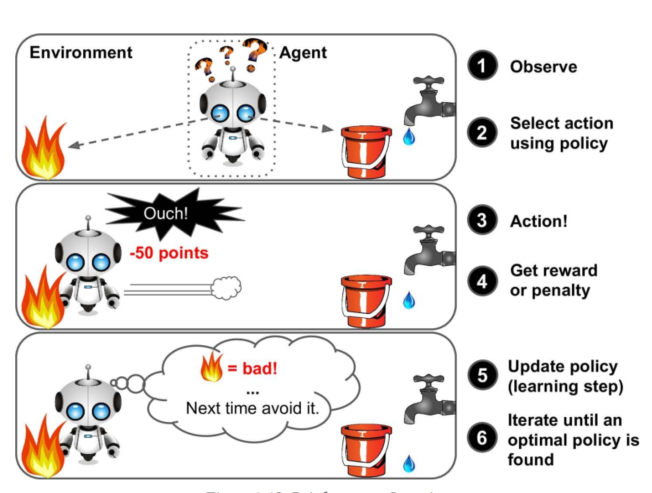 Environment
Agent
? ? ?
1 Observe
2 Select action
using policy
Ouch!
-50 points
3 Action!
4 Get reward
or penalty
= bad!
...
Next time avoid it.
5 Update policy
(learning step)
6 Iterate until an
optimal policy is
found